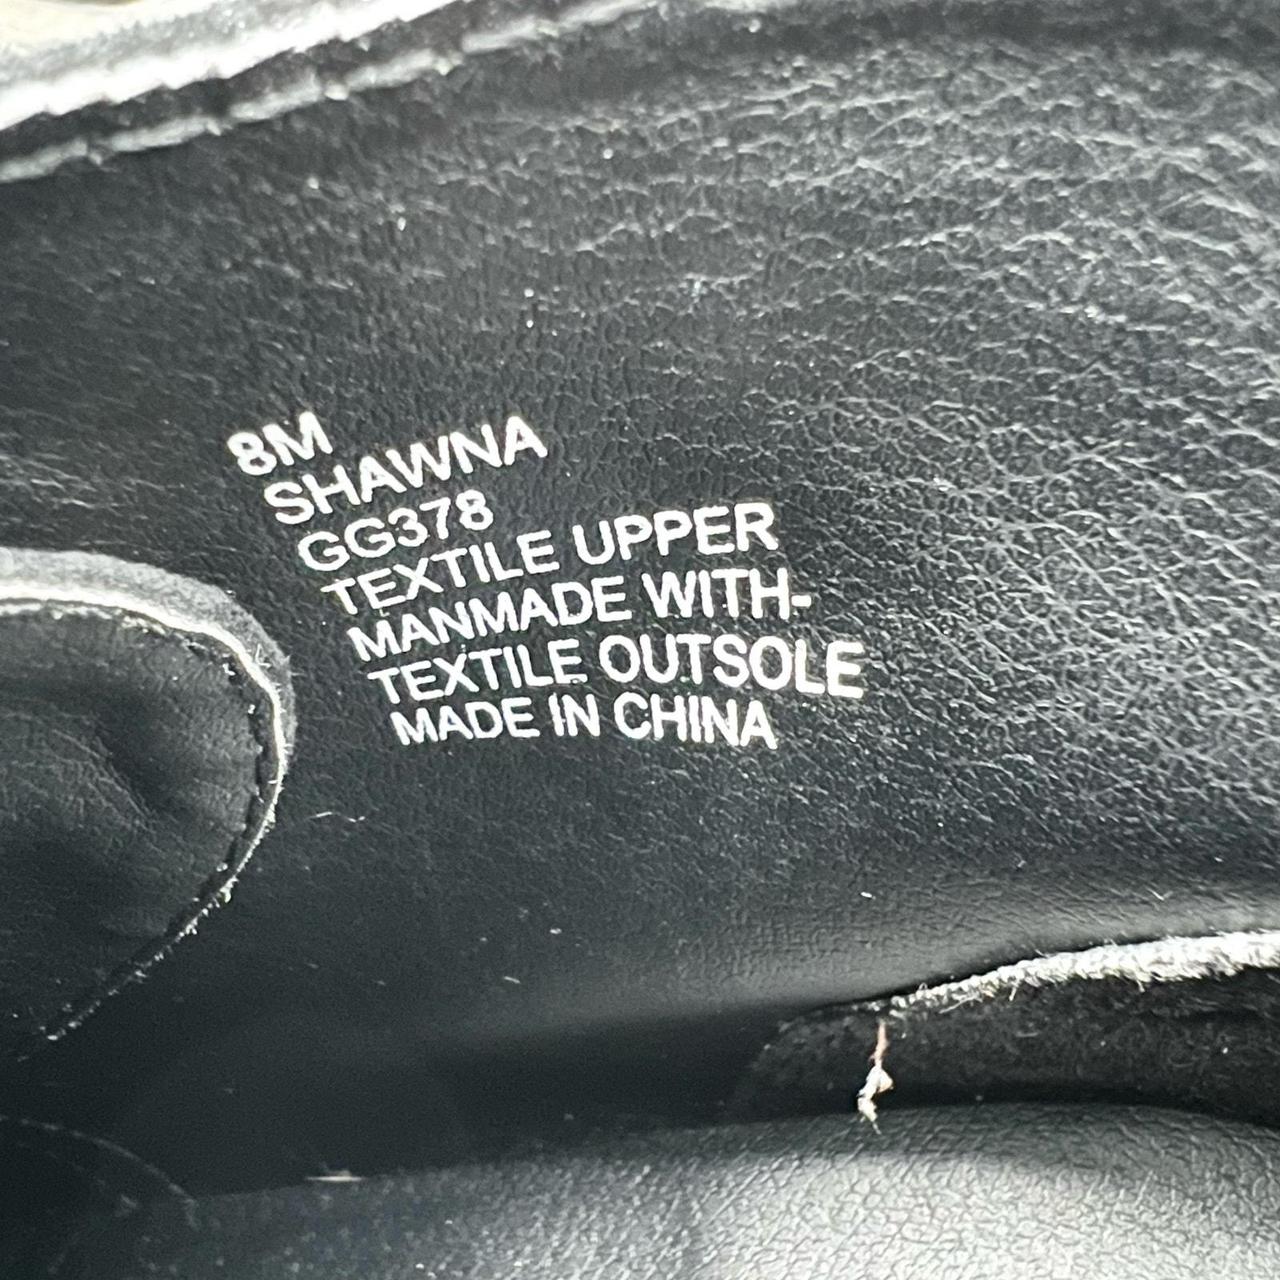 8M
SHAWNA
GG378
TEXTILE UPPER
MANMADE WITH-
TEXTILE OUTSOLE
MADE IN CHINA